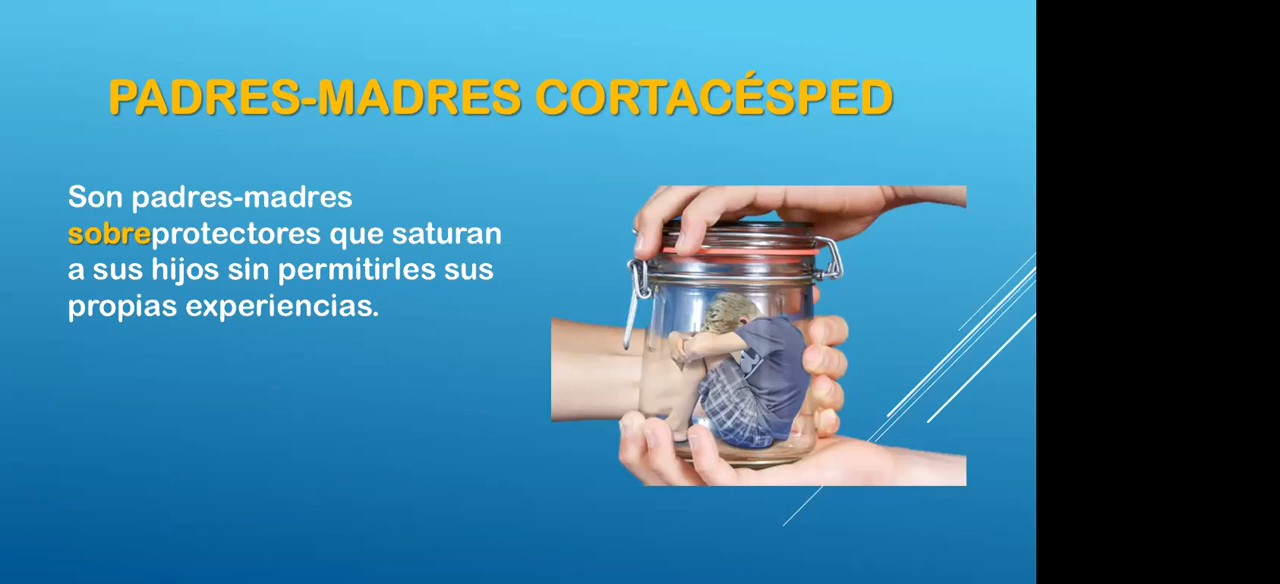 PADRES-MADRES CORTACÉSPED
Son padres-madres
sobreprotectores que saturan
a sus hijos sin permitirles sus
propias experiencias.